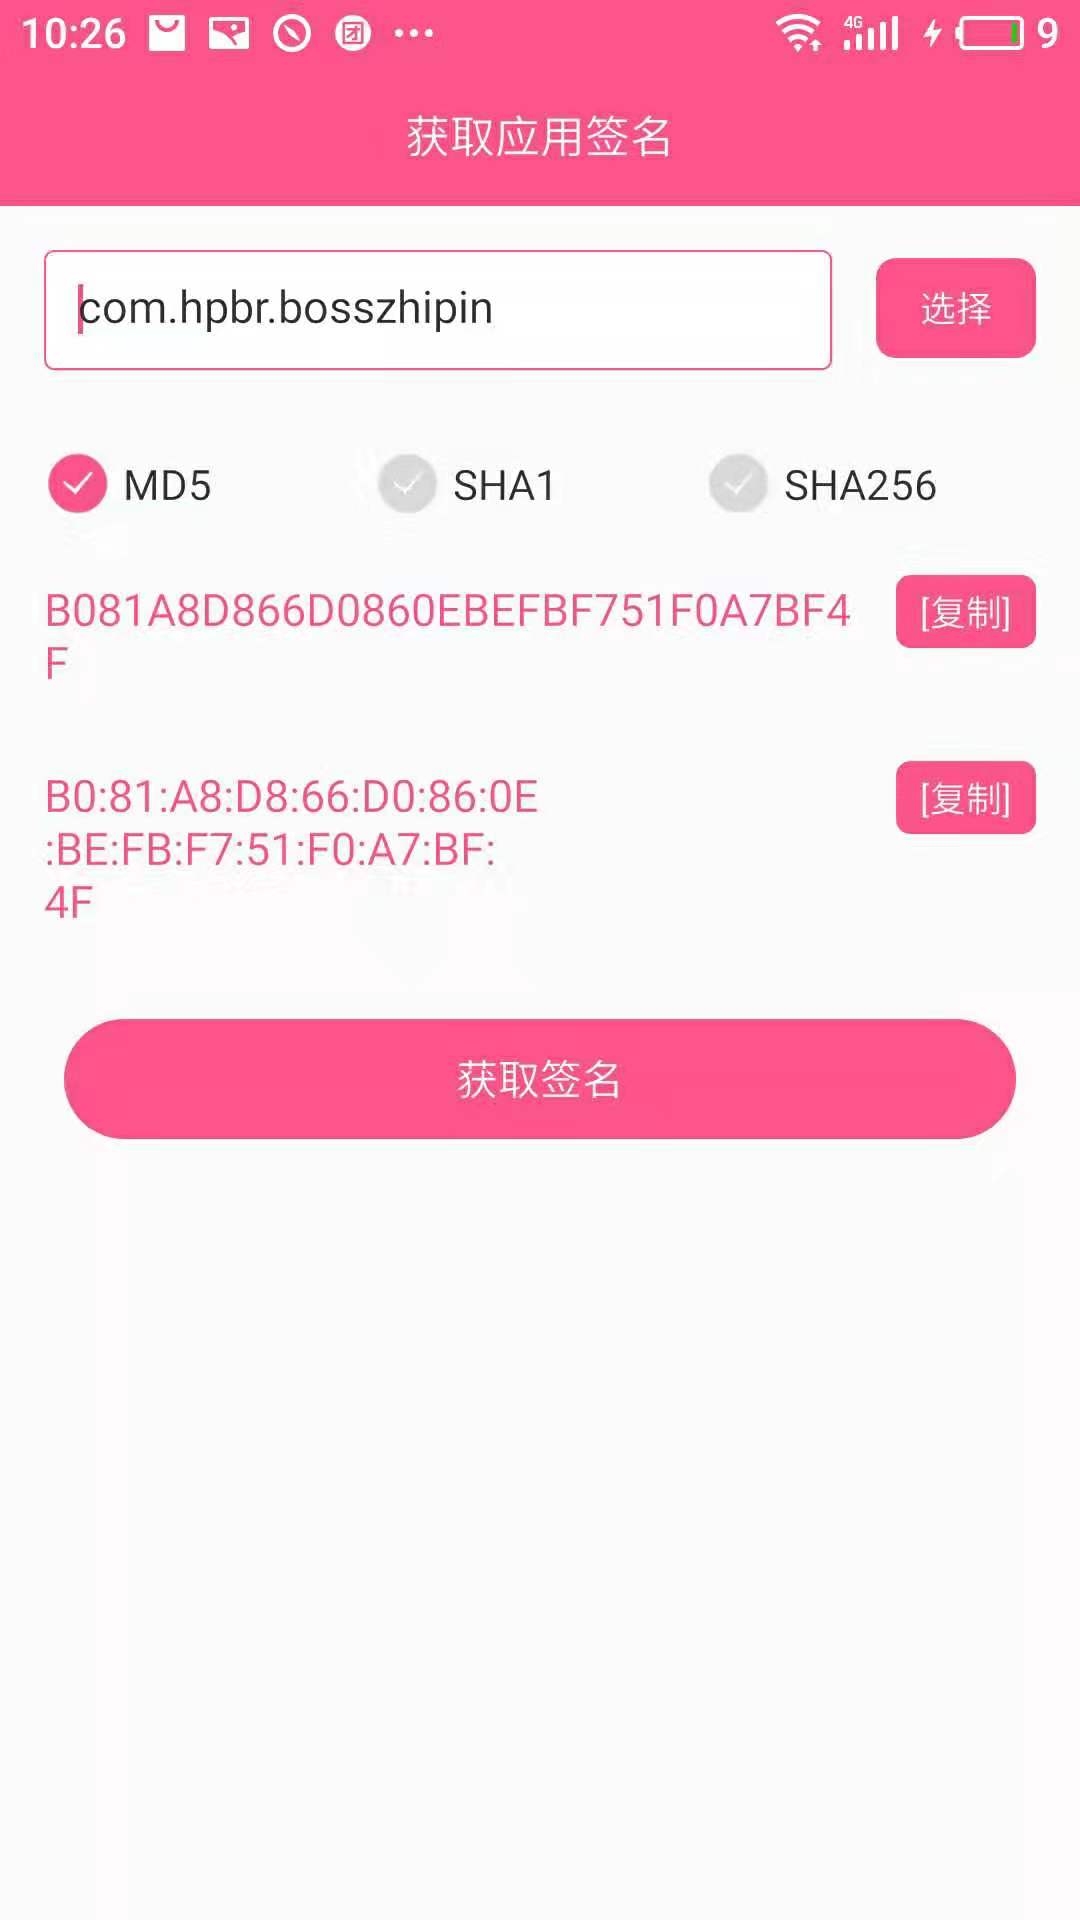 10:26 团 ... 4G 9
获取应用签名
com.hpbr.bosszhipin 选择
MD5 SHA1 SHA256
B081A8D866D0860EBEFBF751F0A7BF4 [复制]
F
B0:81:A8:D8:66:D0:86:0E [复制]
:BE:FB:F7:51:F0:A7:BF:
4F
获取签名